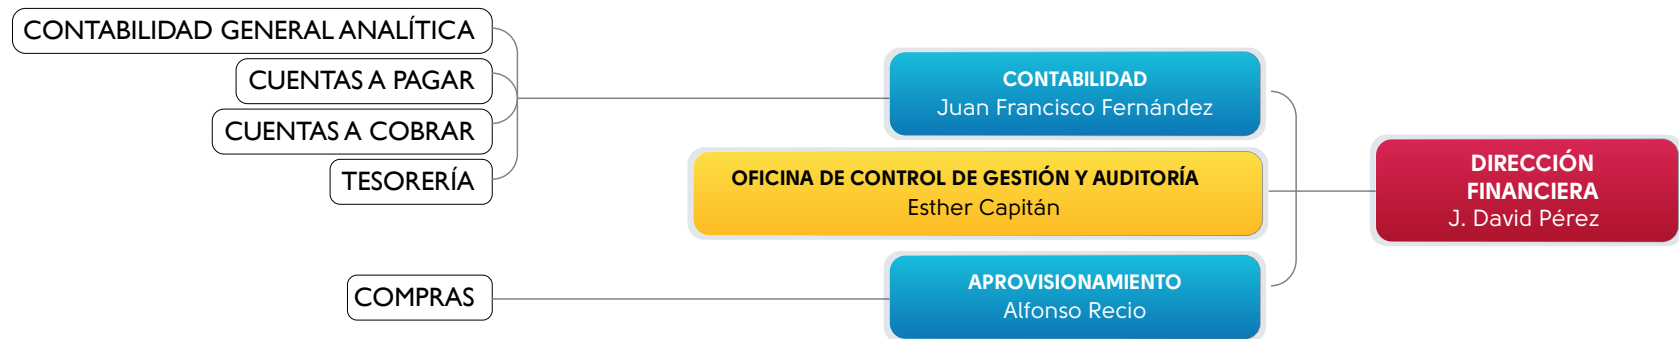 CONTABILIDAD GENERAL ANALÍTICA
CUENTAS A PAGAR
CUENTAS A COBRAR
TESORERÍA
COMPRAS
CONTABILIDAD
Juan Francisco Fernández
OFICINA DE CONTROL DE GESTIÓN Y AUDITORÍA
Esther Capitán
APROVISIONAMIENTO
Alfonso Recio
DIRECCIÓN
FINANCIERA
J. David Pérez